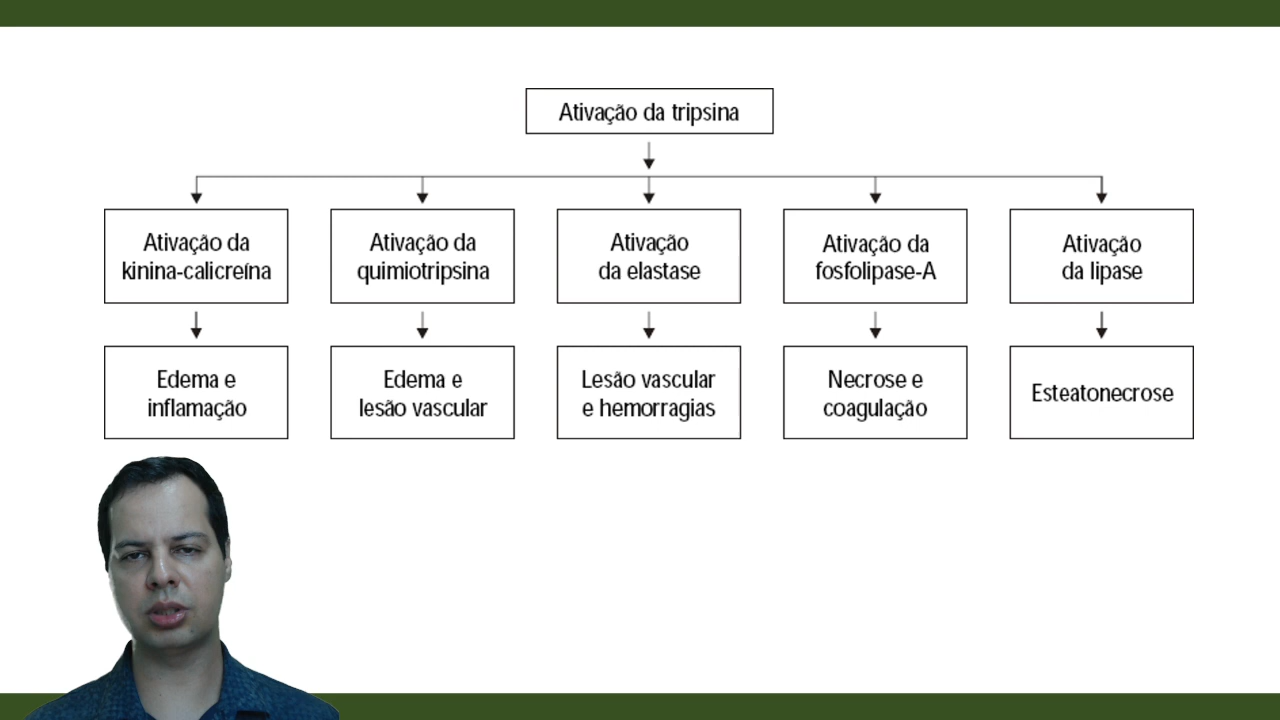 Ativação da tripsina
Ativação da
kinina-calicreína
Ativação da
quimiotripsina
Ativação
da elastase
Ativação da
fosfolipase-A
Ativação
da lipase
Edema e
inflamação
Edema e
lesão vascular
Lesão vascular
e hemorragias
Necrose e
coagulação
Esteatonecrose